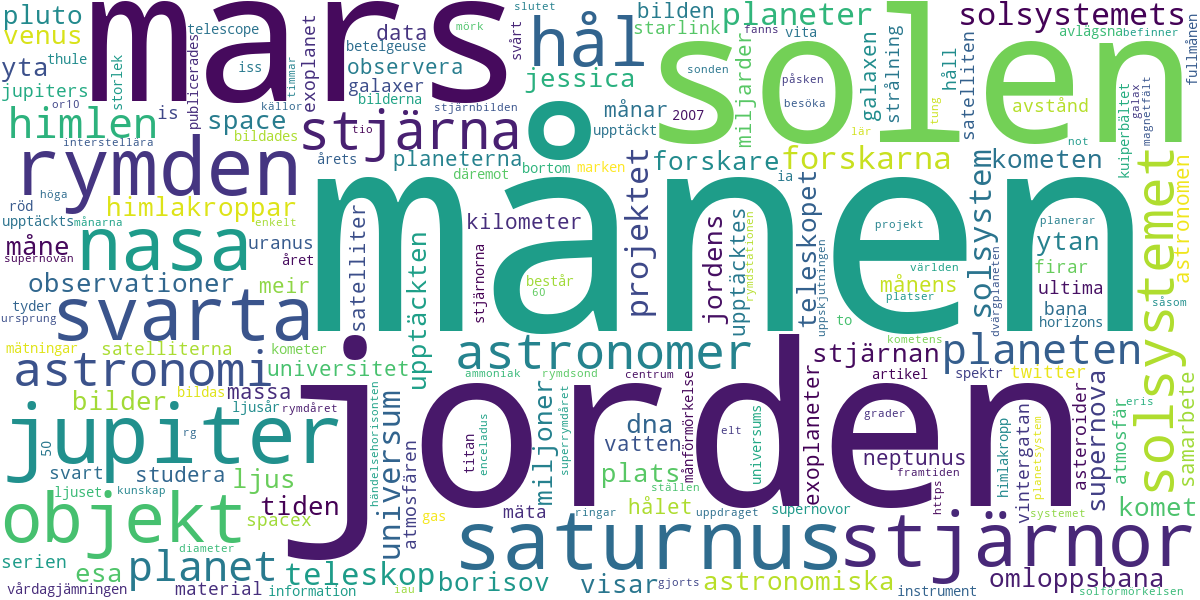 pluto
venus
telescope
mars
slutet
mörk
svårt
hål
bilden
starlink
planeter
fanns
vita
solsystemets
avlägsna
befinner
fullmånen
yta
thule
jupiters
storlek
publicerades
iss
exoplanet
timmar
betelgeuse
data
observera
galaxer
bilderna
jessica
miljarder
solen
sonden
påsken
besöka
galaxen
strålning
håll
satelliten
avstånd
kuiperbältet
galax
magnetfält
himlen
or10
interstellära
is
space
källor
bildades
stjärna
tio
stjärnbilden
månar
upptäckt
2007
lär
tung
not
rymden
höga
årets
planeterna
däremot
bortom
marken
forskare
ia
forskarna
kometen
solsystem
solsystemet
astronomen
röd
upptäckts
månarna
himlakroppar
enkelt
månen
kilometer
projektet
jordens
upptäcktes
teleskopet
projekt
planerar
ytan
måne
supernovan
nasa
uranus
året
satelliter
upptäckten
stjärnorna
består
60
månens
världen
platser
rymdstationen
uppskjutningen
dvärgplaneten
firar
ultima
såsom
observationer
meir
tyder
ursprung
svarta
to
kometens
bana
horizons
mätningar
satelliterna
kometer
universitet
astronomer
stjärnan
planeten
astronomi
bildas
massa
ammoniak
rymdsond
centrum
månförmörkelse
artikel
spektr
twitter
bilder
ljusår
rymdåret
händelsehorisonten
jorden
grader
exoplaneter
asteroider
supernova
atmosfär
eris
samarbete
jupiter
rg
50
universum
titan
enceladus
superrymdåret
miljoner
dna
vatten
elt
universums
neptunus
framtiden
himlakropp
vintergatan
planetsystem
svart
studera
ljus
plats
ställen
https
ljuset
kunskap
objekt
tiden
spacex
atmosfären
gas
mäta
ringar
hålet
uppdraget
supernovor
systemet
komet
serien
diameter
saturnus
stjärnor
esa
planet
teleskop
borisov
visar
gjorts
astronomiska
omloppsbana
vårdagjämningen
material
information
iau
instrument
solförmörkelsen